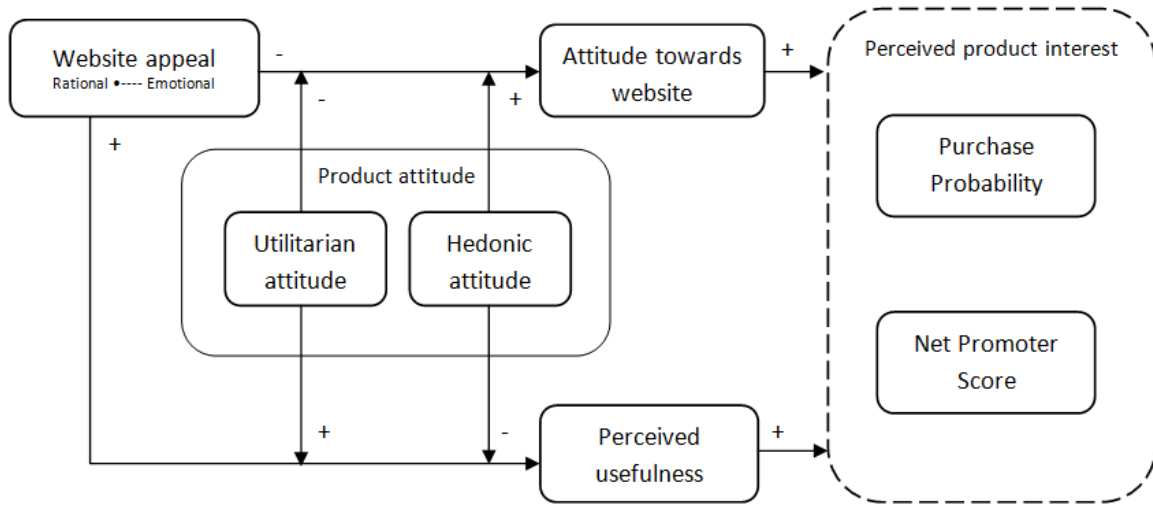 Website appeal
Rational •---- Emotional
-
+
Attitude towards
website
+
Perceived product interest
-
+
Product attitude
Utilitarian
attitude
Hedonic
attitude
Purchase
Probability
Net Promoter
Score
+
-
Perceived
usefulness
+